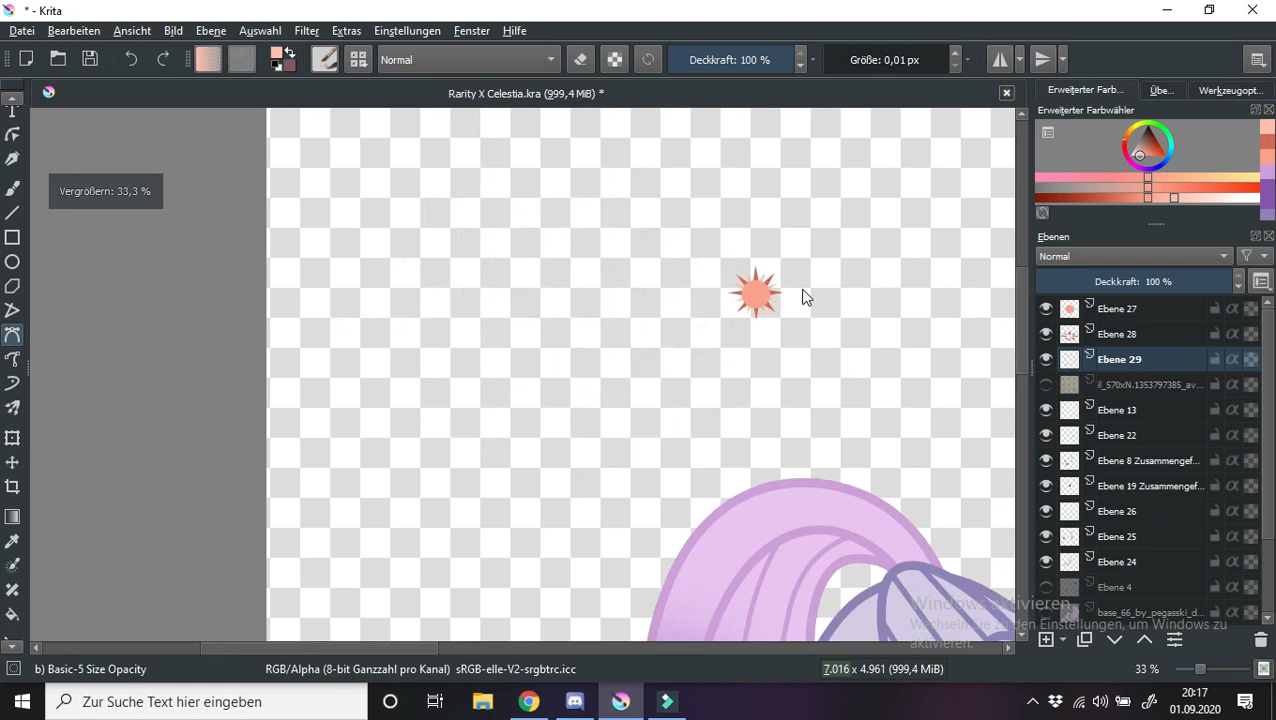 * - Krita
Datei Bearbeiten Ansicht Bild Ebene Auswahl Filter Extras Einstellungen Fenster Hilfe
Normal Deckkraft: 100 % Größe: 0,01 px
Rarity X Celestia.kra (999,4 MiB) *
Erweiterter Farb... Übe... Werkzeugopt...
Erweiterter Farbwähler
Vergrößern: 33,3 %
Ebenen
Normal
Deckkraft: 100 %
Ebene 27
Ebene 28
Ebene 29
il_570xN.1353797385_av...
Ebene 13
Ebene 22
Ebene 8 Zusammengef...
Ebene 19 Zusammengef...
Ebene 26
Ebene 25
Ebene 24
Ebene 4
base_66_by_pegasski_d...
Windows aktivieren
Wechseln Sie zu den Einstellungen, um Windows zu
aktivieren.
b) Basic-5 Size Opacity RGB/Alpha (8-bit Ganzzahl pro Kanal) sRGB-elle-V2-srgbtrc.icc 7.016 x 4.961 (999,4 MiB) 33 %
Zur Suche Text hier eingeben
20:17
01.09.2020